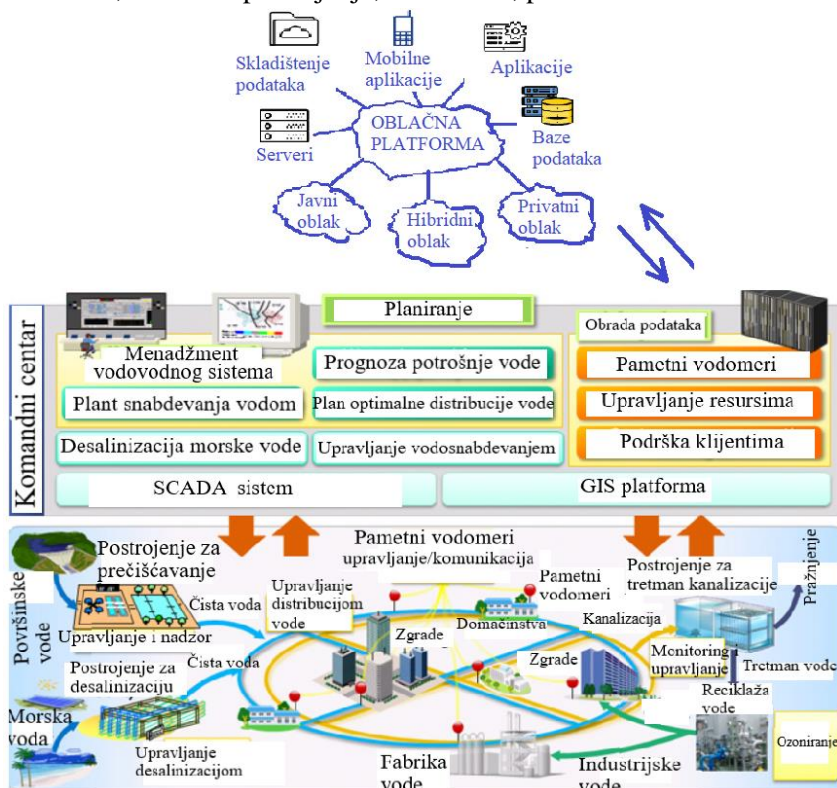 Skladištenje
podataka
Mobilne
aplikacije
Aplikacije
Serveri
OBLAČNA
PLATFORMA
Baze
podataka
Javni
oblak
Hibridni
oblak
Privatni
oblak
Komandni centar
Planiranje
Obrada podataka
Menadžment
vodovodnog sistema
Prognoza potrošnje vode
Pametni vodomeri
Plant snabdevanja vodom
Plan optimalne distribucije vode
Upravljanje resursima
Desalinizacija morske vode
Upravljanje vodosnabdevanjem
Podrška klijentima
SCADA sistem
GIS platforma
Površinske
vode
Postrojenje za
prečišćavanje
Upravljanje i nadzor
Čista voda
Upravljanje
distribucijom
vode
Pametni vodomeri
upravljanje/komunikacija
Pametni
vodomeri
Domaćinstva
Zgrade
Kanalizacija
Postrojenje za
tretman kanalizacije
Pražnjenje
Postrojenje za
desalinizaciju
Čista voda
Zgrade
Monitoring i
upravljanje
Tretman vode
Morska
voda
Upravljanje
desalinizacijom
Fabrika
vode
Industrijske
vode
Reciklaža
vode
Ozoniranje